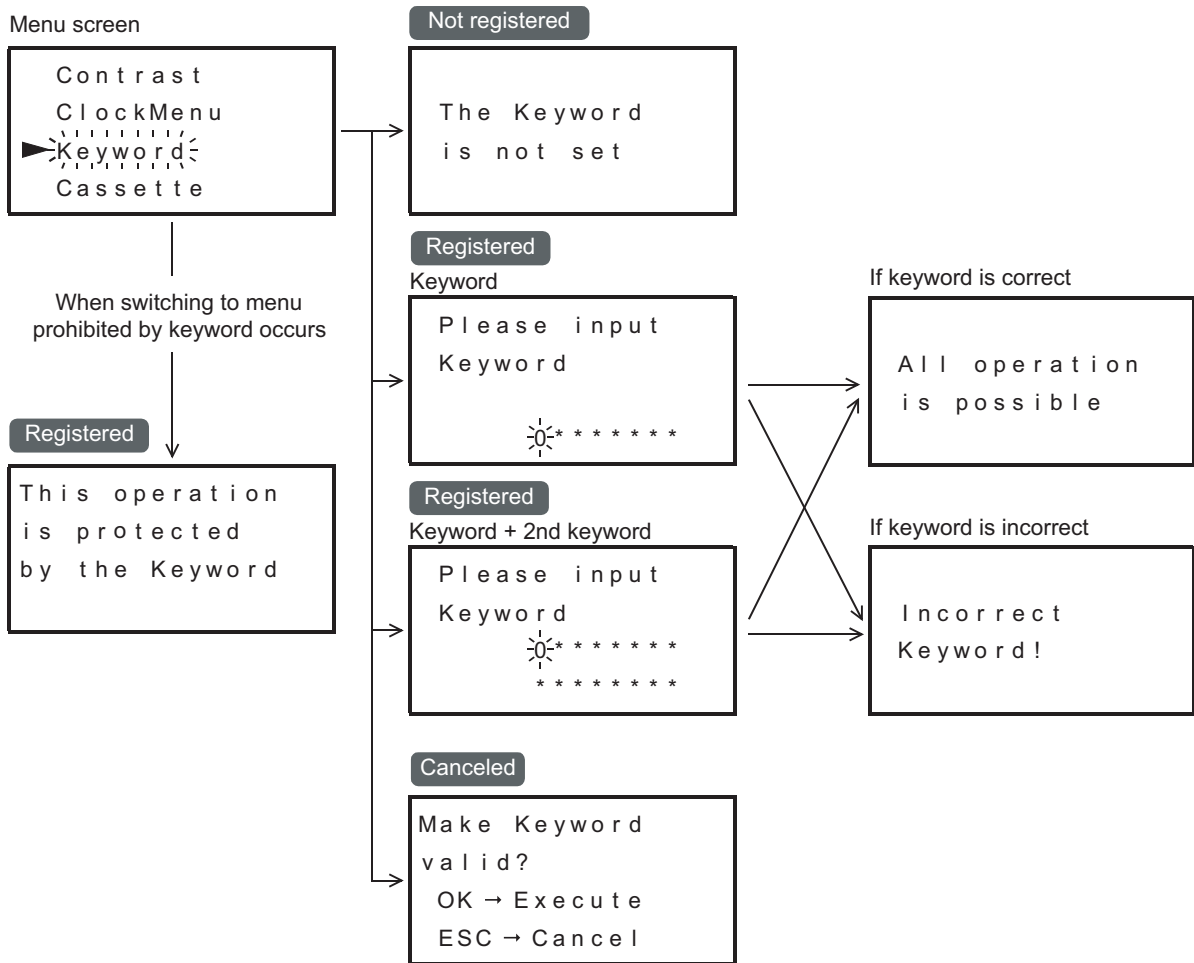 Menu screen
Contrast
ClockMenu
Keyword
Cassette
When switching to menu
prohibited by keyword occurs
Registered
This operation
is protected
by the Keyword
Not registered
The Keyword
is not set
Registered
Keyword
Please input
Keyword
0*******
Registered
Keyword + 2nd keyword
Please input
Keyword
0*******
********
Canceled
Make Keyword
valid?
OK → Execute
ESC → Cancel
If keyword is correct
All operation
is possible
If keyword is incorrect
Incorrect
Keyword!